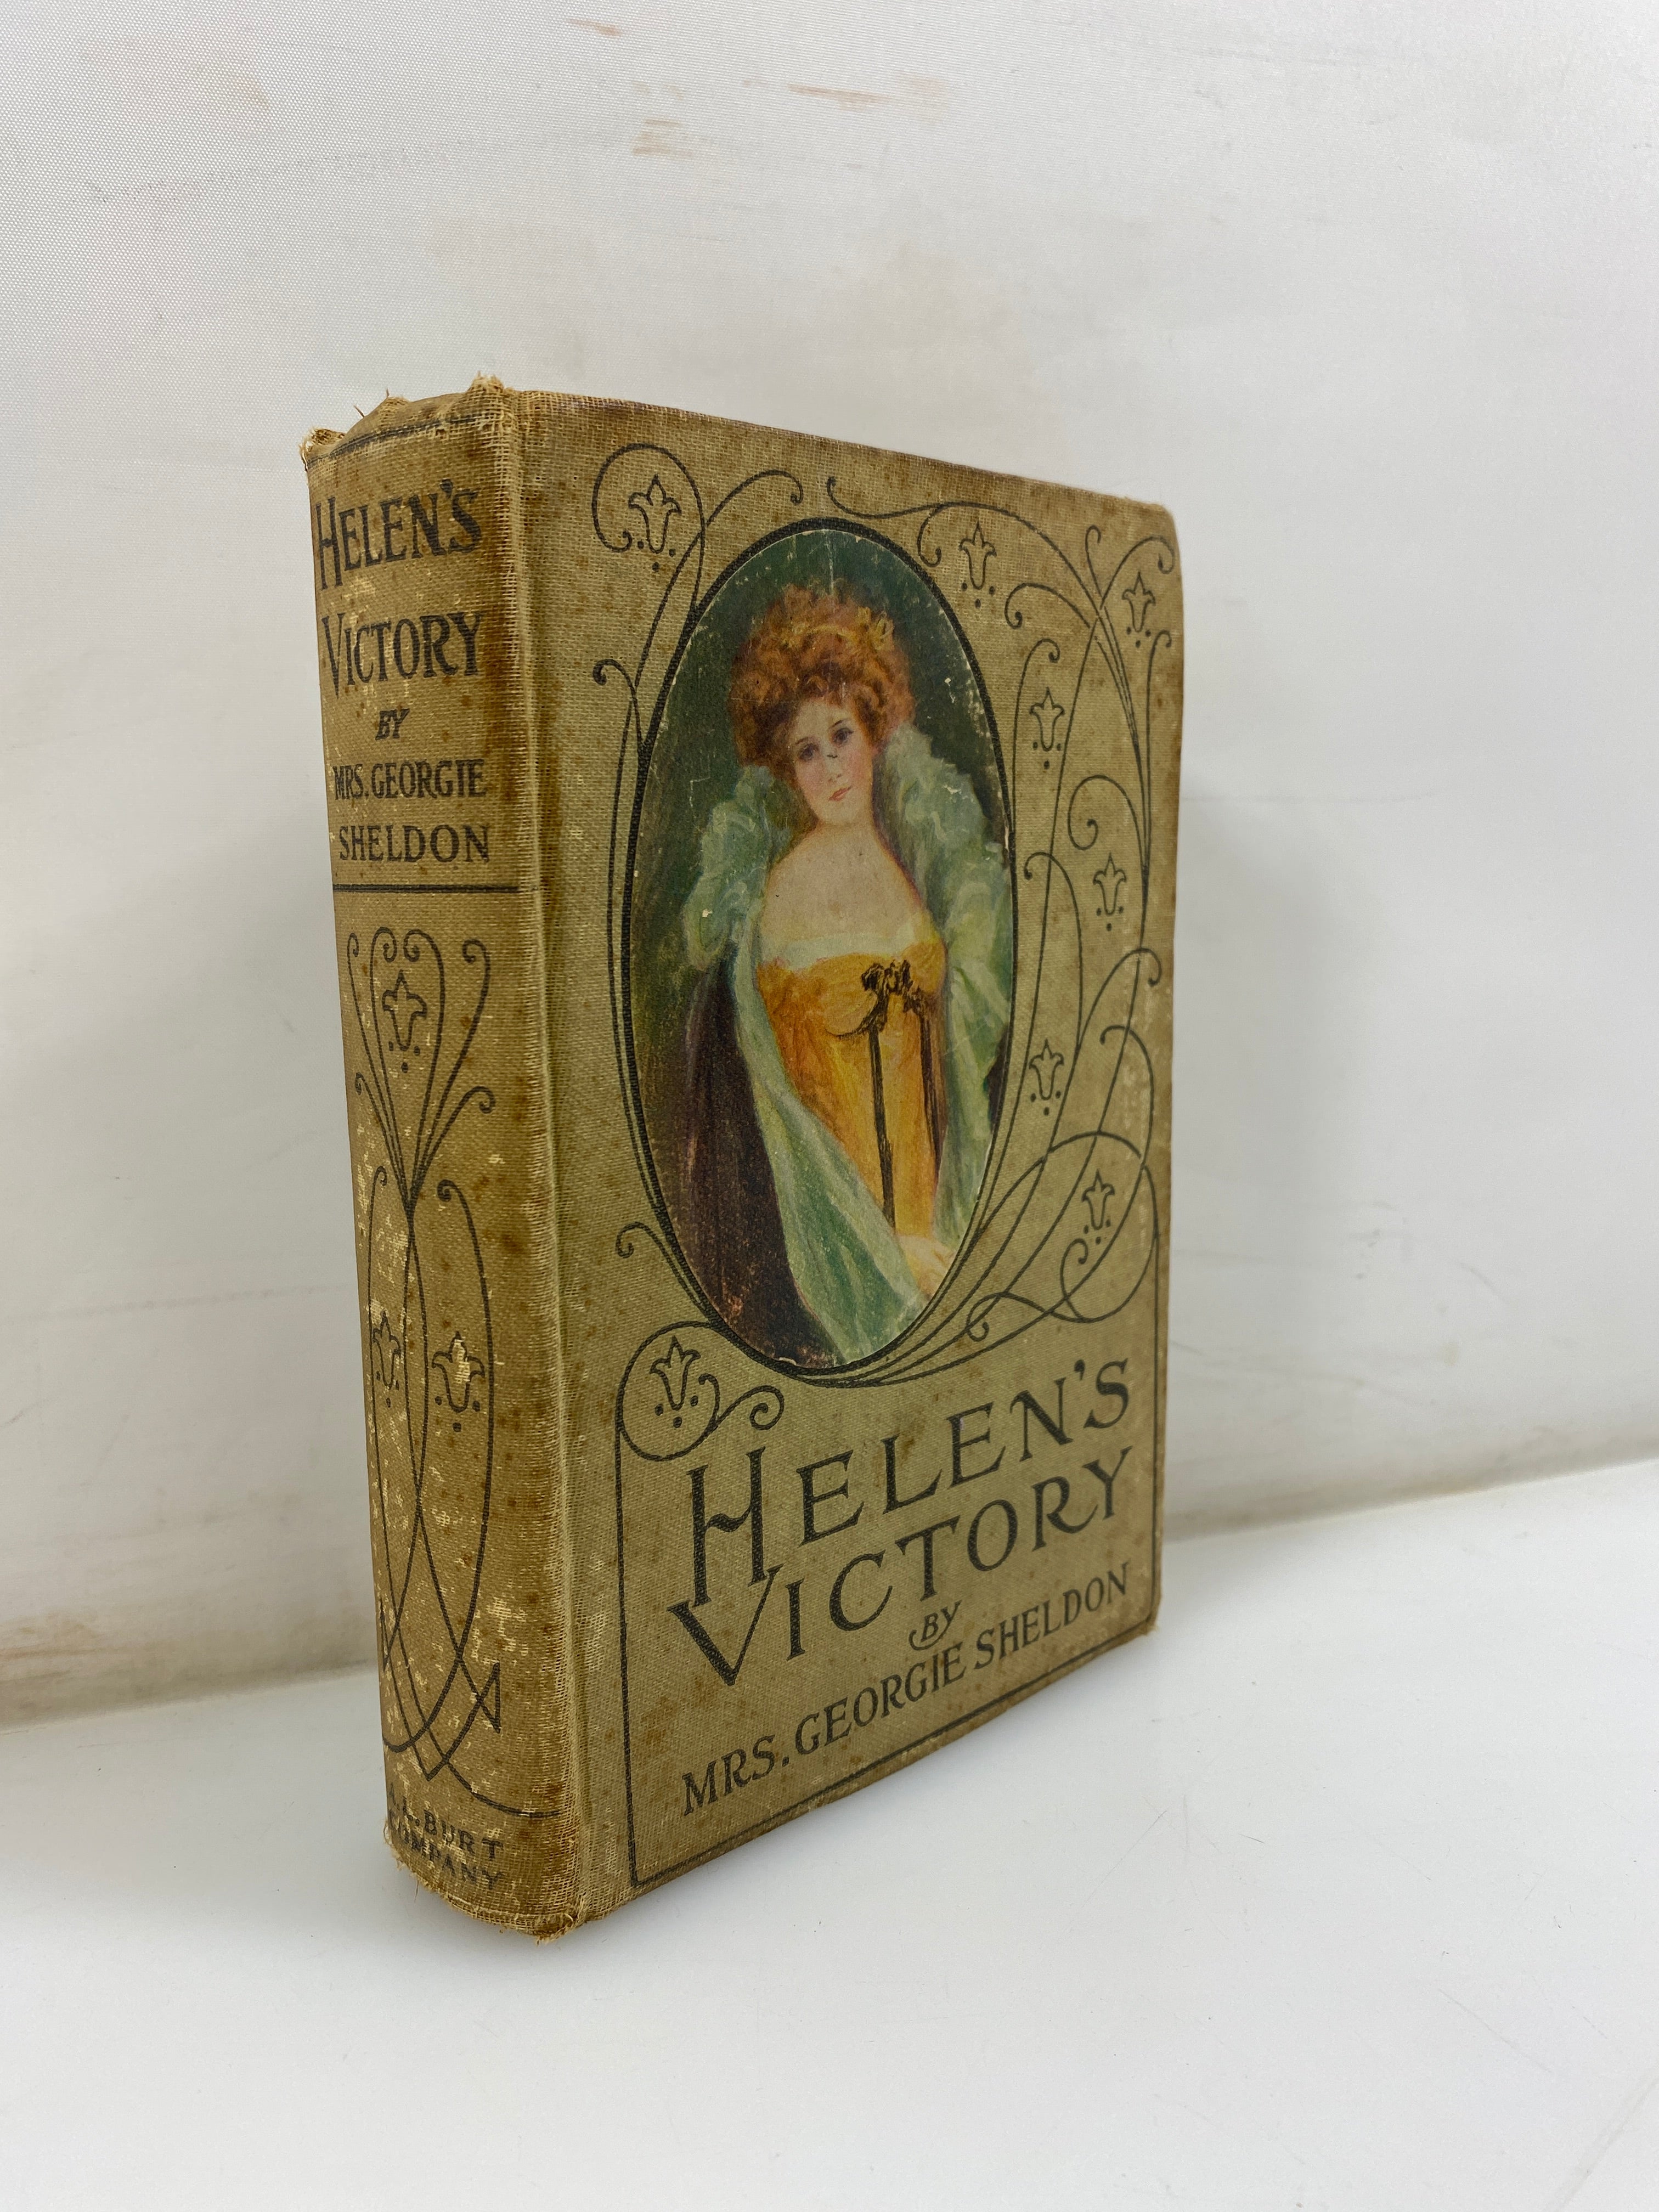 HELEN'S
VICTORY
BY
MRS. GEORGIE
SHELDON
A.L. BURT
COMPANY
HELEN'S
VICTORY
BY
MRS. GEORGIE SHELDON